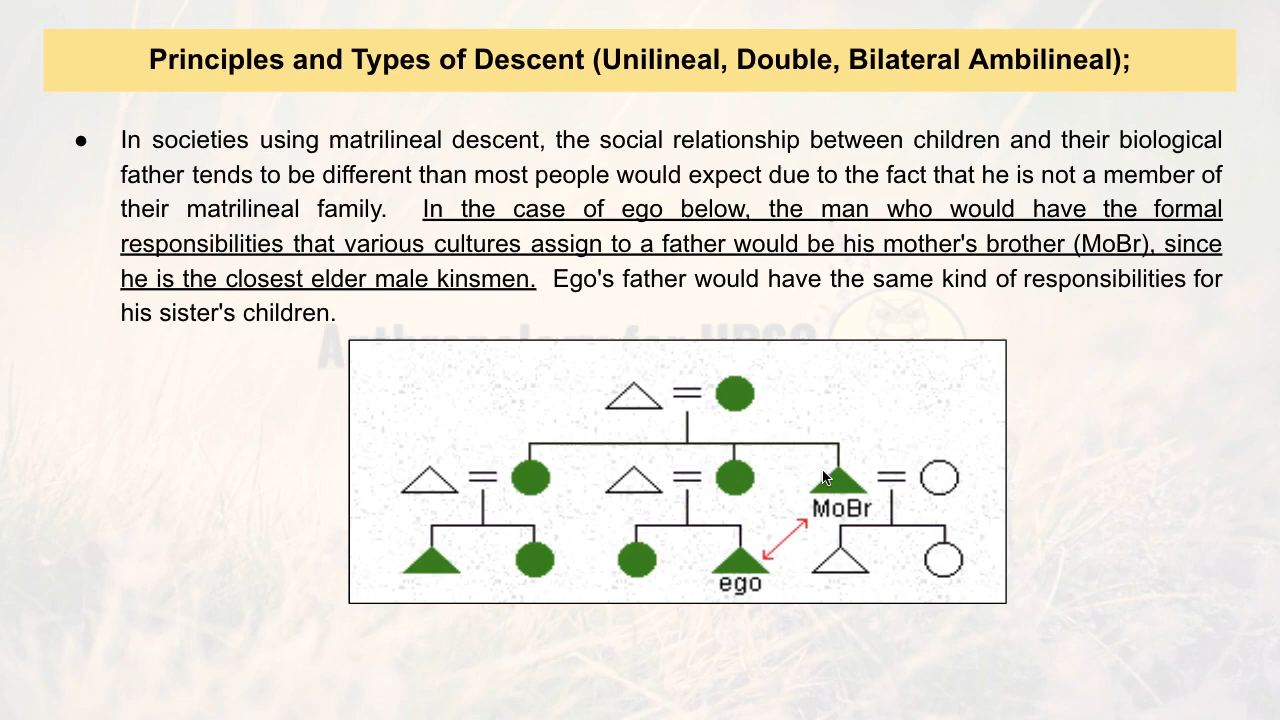 Principles and Types of Descent (Unilineal, Double, Bilateral Ambilineal);
● In societies using matrilineal descent, the social relationship between children and their biological
father tends to be different than most people would expect due to the fact that he is not a member of
their matrilineal family. In the case of ego below, the man who would have the formal
responsibilities that various cultures assign to a father would be his mother's brother (MoBr), since
he is the closest elder male kinsmen. Ego's father would have the same kind of responsibilities for
his sister's children.
Anthropology for UPSC
MoBr
ego